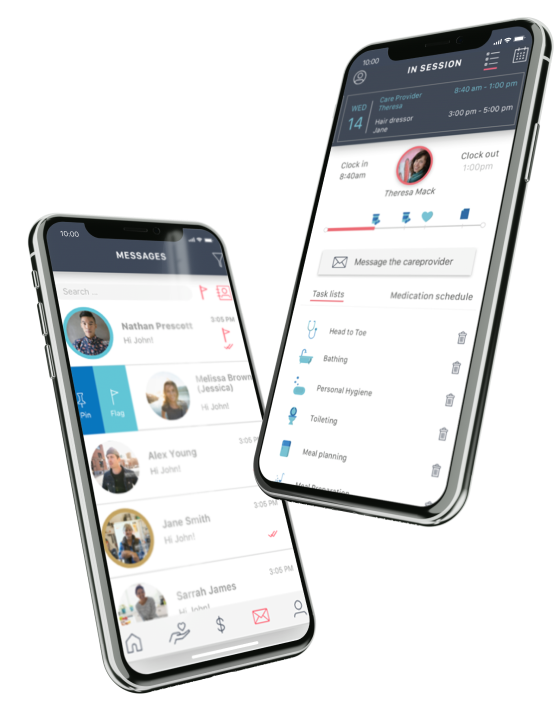 10:00
IN SESSION
WED
14
Care Provider
Theresa
8:40 am - 1:00 pm
Hair dressor
Jane
3:00 pm - 5:00 pm
Clock in
8:40am
Clock out
1:00pm
Theresa Mack
Message the careprovider
Task lists
Medication schedule
Head to Toe
Bathing
Personal Hygiene
Toileting
Meal planning
Meal Preparation
10:00
MESSAGES
Search ...
Nathan Prescott
3:05 PM
Hi John!
Pin
Flag
Melissa Brown
(Jessica)
Hi John!
Alex Young
3:05
Hi John!
Jane Smith
3:05 PM
Hi John!
Sarrah James
3:05 PM
Hi John!